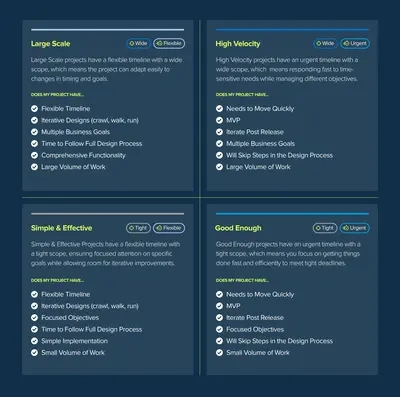 Large Scale
Wide
Flexible
Large Scale projects have a flexible timeline with a wide
scope, which means the project can adapt easily to
changes in timing and goals.
DOES MY PROJECT HAVE...
Flexible Timeline
Iterative Designs (crawl, walk, run)
Multiple Business Goals
Time to Follow Full Design Process
Comprehensive Functionality
Large Volume of Work
High Velocity
Wide
Urgent
High Velocity projects have an urgent timeline with a
wide scope, which means responding fast to time-
sensitive needs while managing different objectives.
DOES MY PROJECT HAVE...
Needs to Move Quickly
MVP
Iterate Post Release
Multiple Business Goals
Will Skip Steps in the Design Process
Large Volume of Work
Simple & Effective
Tight
Flexible
Simple & Effective Projects have a flexible timeline with
a tight scope, ensuring focused attention on specific
goals while allowing room for iterative improvements.
DOES MY PROJECT HAVE...
Flexible Timeline
Iterative Designs (crawl, walk, run)
Focused Objectives
Time to Follow Full Design Process
Simple Implementation
Small Volume of Work
Good Enough
Tight
Urgent
Good Enough projects have an urgent timeline with a
tight scope, which means you focus on getting things
done fast and efficiently to meet tight deadlines.
DOES MY PROJECT HAVE...
Needs to Move Quickly
MVP
Iterate Post Release
Focused Objectives
Will Skip Steps in the Design Process
Small Volume of Work